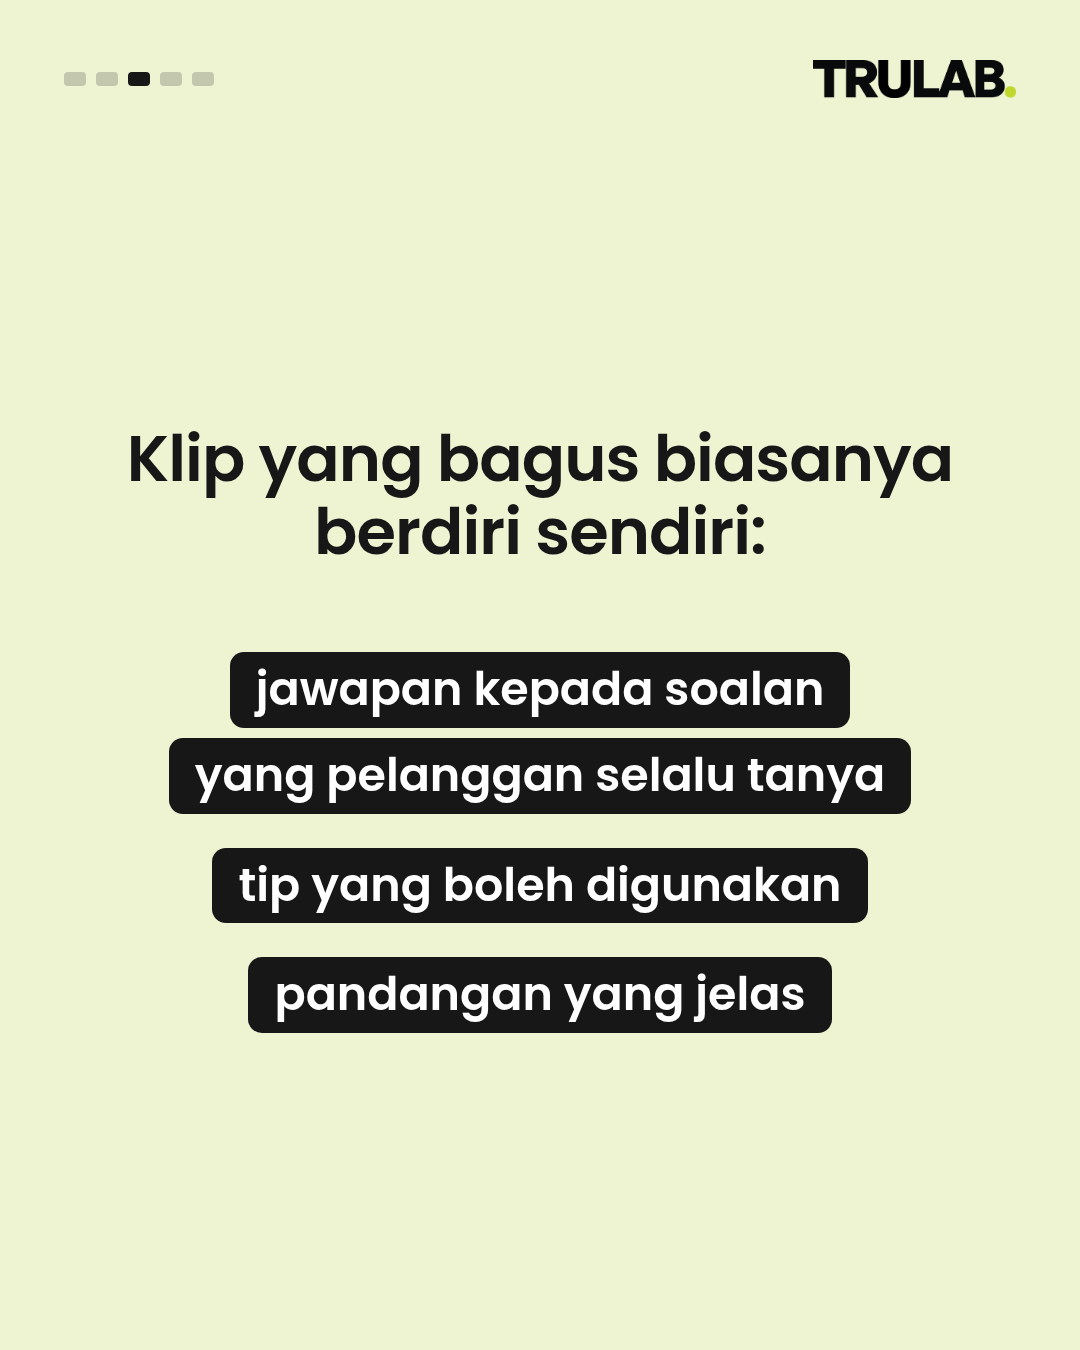 TRULAB.
Klip yang bagus biasanya
berdiri sendiri:
jawapan kepada soalan
yang pelanggan selalu tanya
tip yang boleh digunakan
pandangan yang jelas